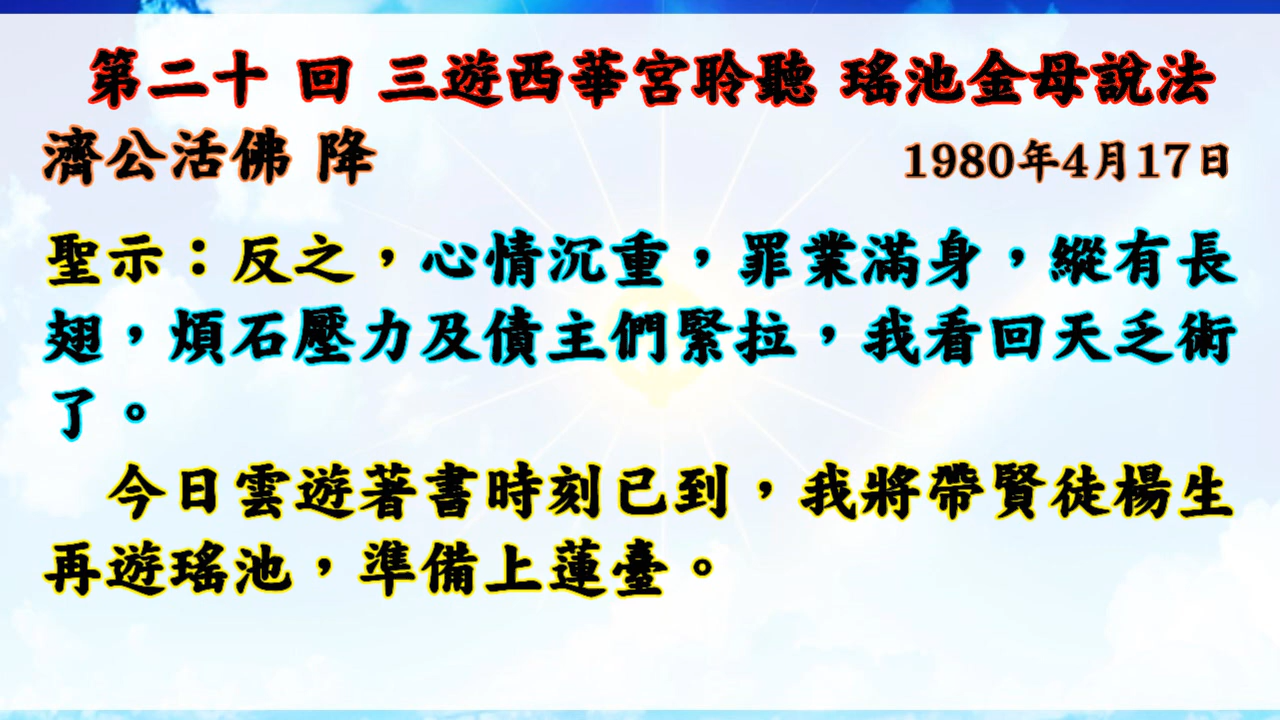 第二十 回 三遊西華宮聆聽 瑤池金母說法
濟公活佛 降 1980年4月17日
聖示：反之，心情沉重，罪業滿身，縱有長
翅，煩石壓力及債主們緊拉，我看回天乏術
了。
今日雲遊著書時刻已到，我將帶賢徒楊生
再遊瑤池，準備上蓮臺。